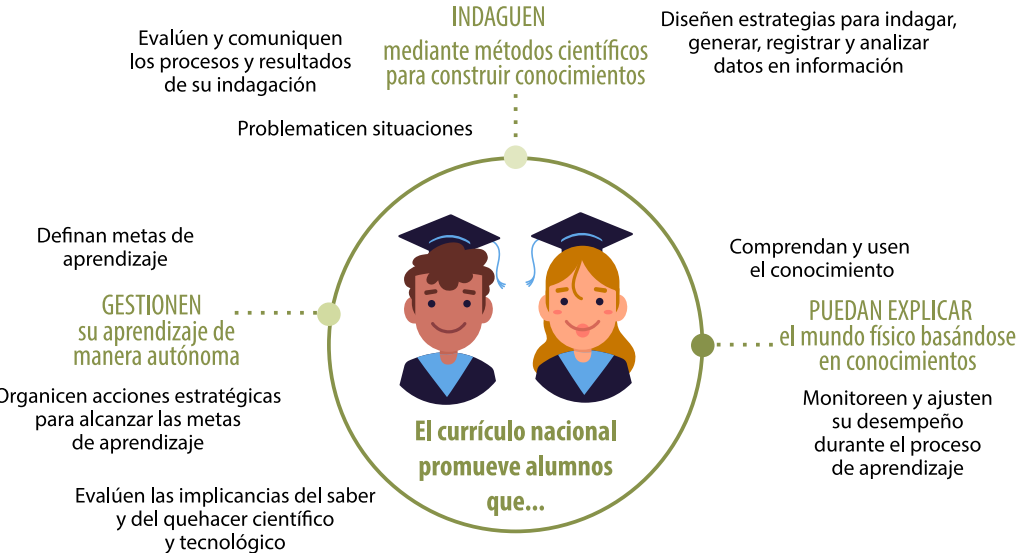 INDAGUEN
mediante métodos científicos
para construir conocimientos
Evalúen y comuniquen
los procesos y resultados
de su indagación
Diseñen estrategias para indagar,
generar, registrar y analizar
datos en información
Problematicen situaciones
Definan metas de
aprendizaje
GESTIONEN
su aprendizaje de
manera autónoma
Organicen acciones estratégicas
para alcanzar las metas
de aprendizaje
Evalúen las implicancias del saber
y del quehacer científico
y tecnológico
Comprendan y usen
el conocimiento
PUEDAN EXPLICAR
el mundo físico basándose
en conocimientos
Monitoreen y ajusten
su desempeño
durante el proceso
de aprendizaje
El currículo nacional
promueve alumnos
que...